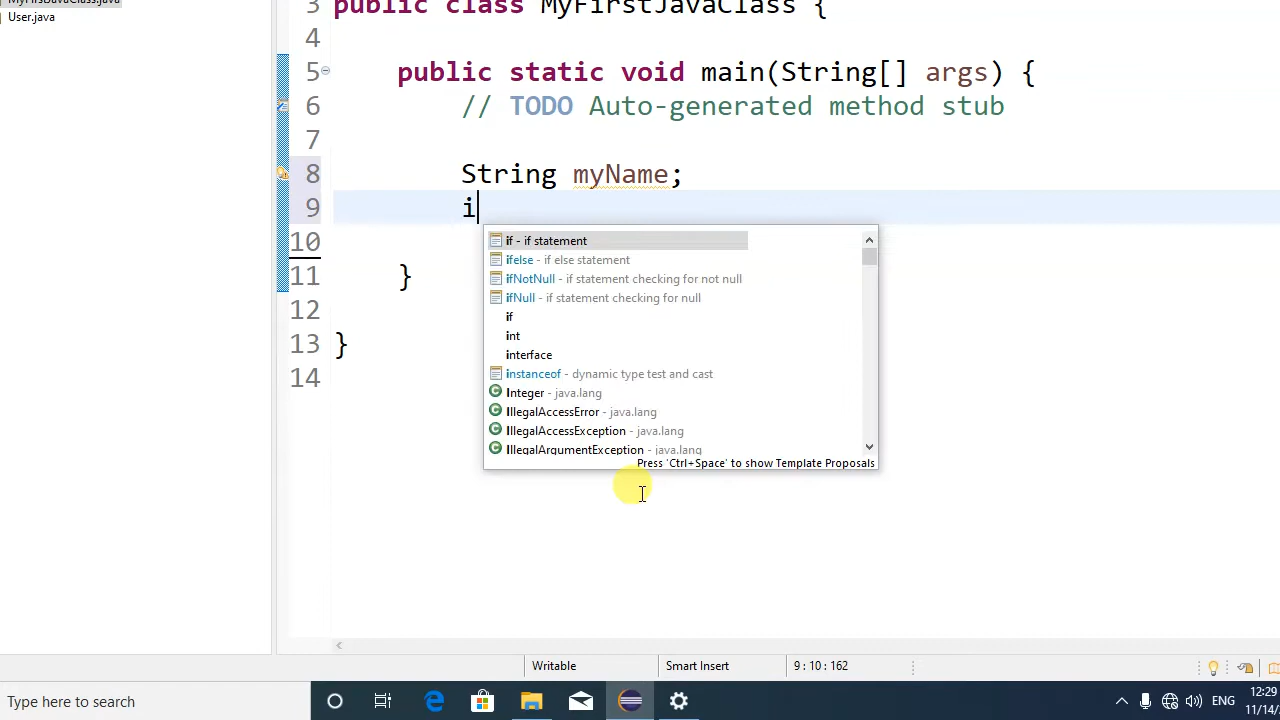 MyFirstJavaClass.java
User.java
3 public class MyFirstJavaClass {
4
5 public static void main(String[] args) {
6 // TODO Auto-generated method stub
7
8 String myName;
9 i
10
11 }
12
13 }
14
if - if statement
ifelse - if else statement
ifNotNull - if statement checking for not null
ifNull - if statement checking for null
if
int
interface
instanceof - dynamic type test and cast
Integer - java.lang
IllegalAccessError - java.lang
IllegalAccessException - java.lang
IllegalArgumentException - java.lang
Press 'Ctrl+Space' to show Template Proposals
Writable
Smart Insert
9 : 10 : 162
Type here to search
ENG
12:29
11/14/